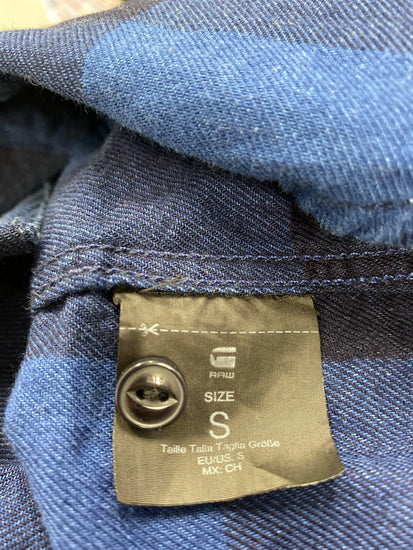 RAW
SIZE
S
Taille Talla Taglia Größe
EU/US: S
MX: CH